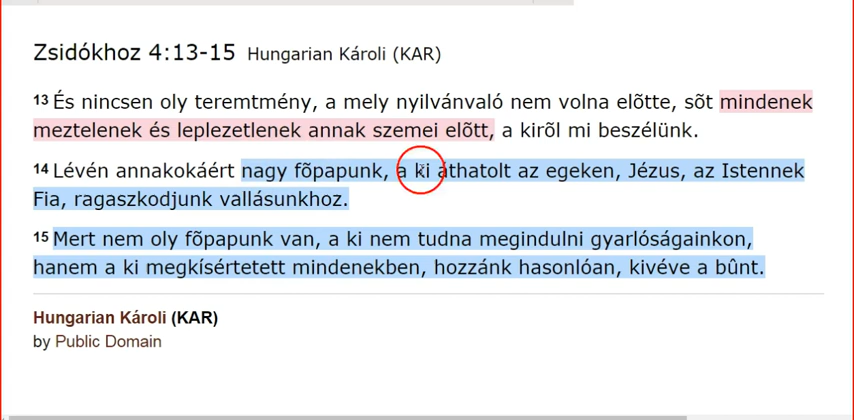 Zsidókhoz 4:13-15 Hungarian Károli (KAR)
13 És nincsen oly teremtmény, a mely nyilvánvaló nem volna elõtte, sõt mindenek
meztelenek és leplezetlenek annak szemei elõtt, a kirõl mi beszélünk.
14 Lévén annakokáért nagy fõpapunk, a ki áthatolt az egeken, Jézus, az Istennek
Fia, ragaszkodjunk vallásunkhoz.
15 Mert nem oly fõpapunk van, a ki nem tudna megindulni gyarlóságainkon,
hanem a ki megkísértetett mindenekben, hozzánk hasonlóan, kivéve a bûnt.
Hungarian Károli (KAR)
by Public Domain